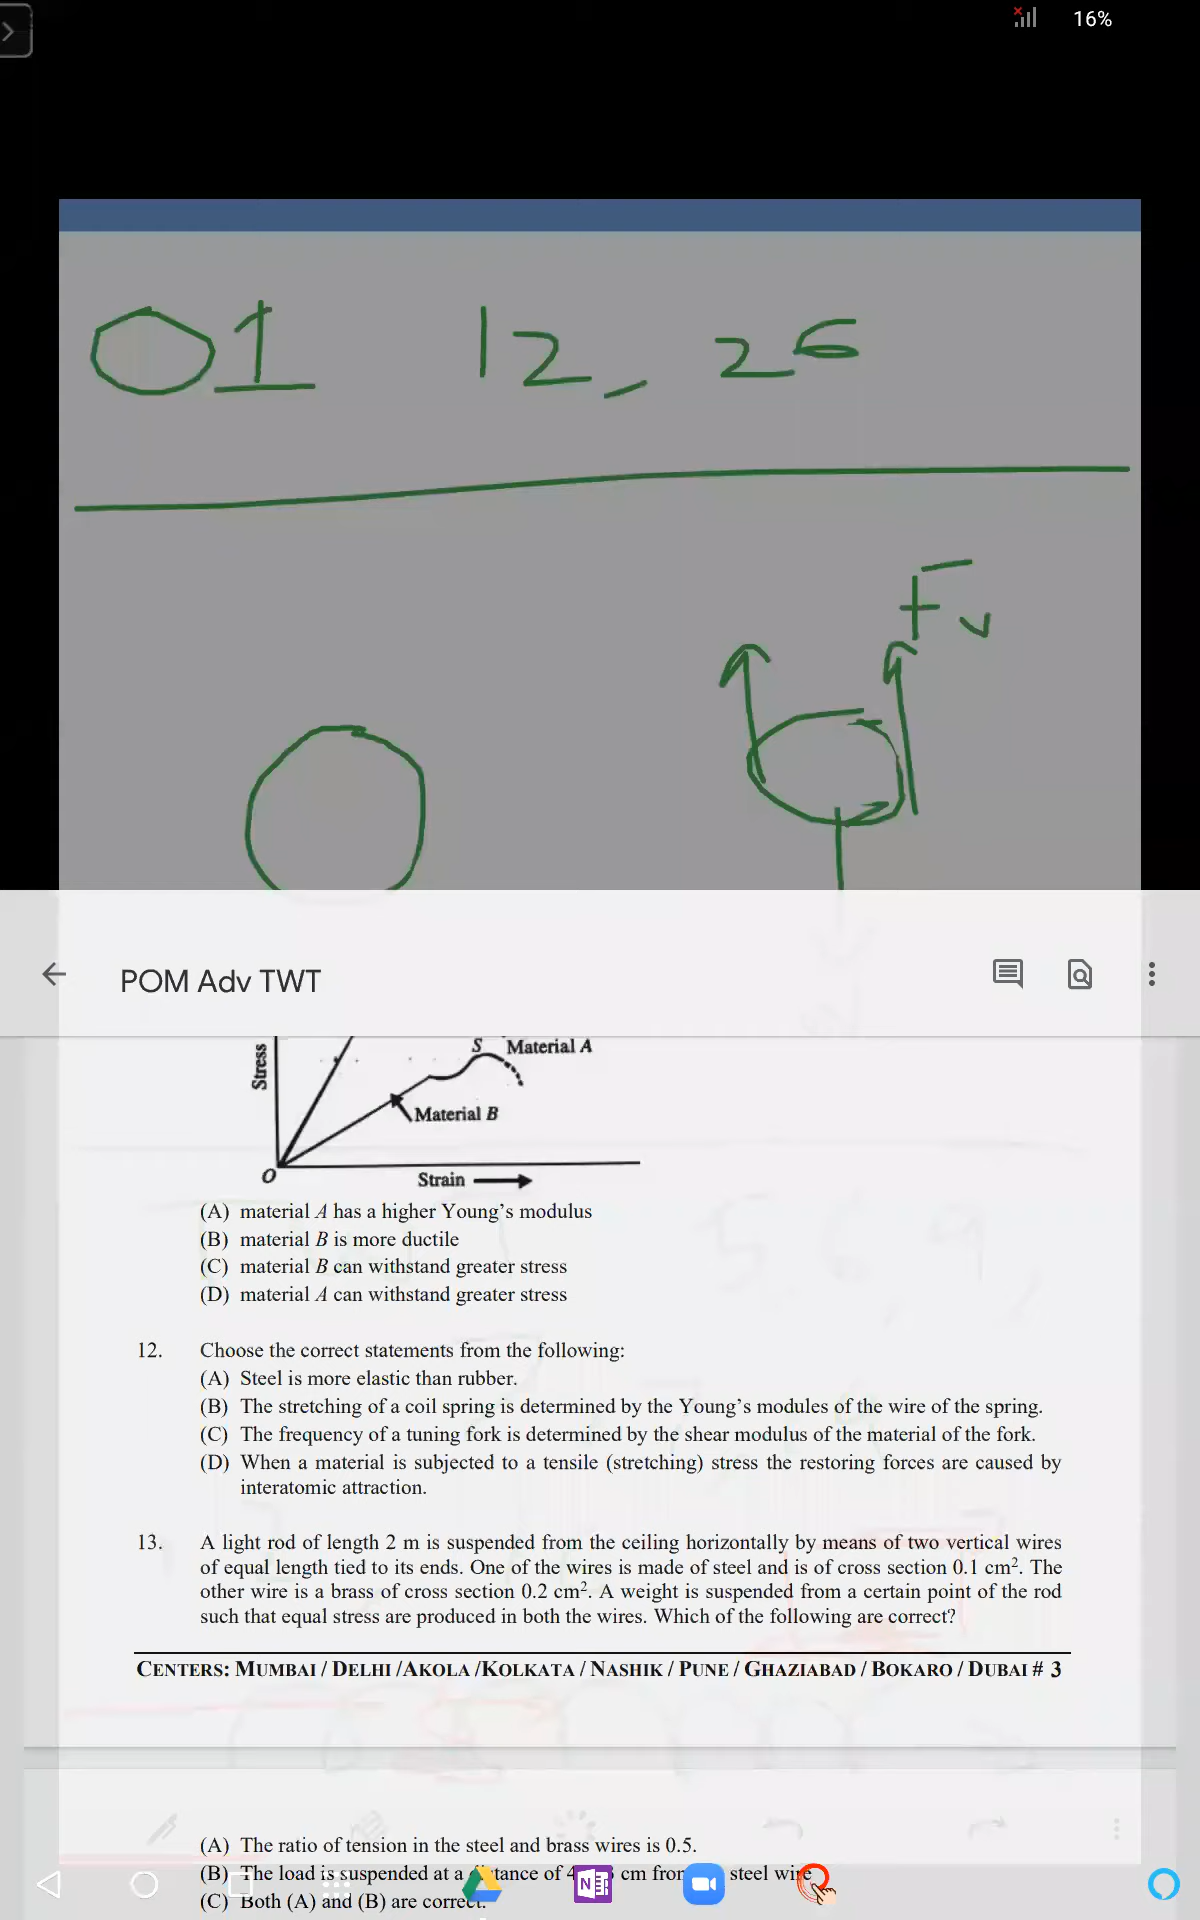 16%
01 12, 26
Fv
POM Adv TWT
Stress
S Material A
Material B
O
Strain
(A) material A has a higher Young's modulus
(B) material B is more ductile
(C) material B can withstand greater stress
(D) material A can withstand greater stress
12. Choose the correct statements from the following:
(A) Steel is more elastic than rubber.
(B) The stretching of a coil spring is determined by the Young's modules of the wire of the spring.
(C) The frequency of a tuning fork is determined by the shear modulus of the material of the fork.
(D) When a material is subjected to a tensile (stretching) stress the restoring forces are caused by
interatomic attraction.
13. A light rod of length 2 m is suspended from the ceiling horizontally by means of two vertical wires
of equal length tied to its ends. One of the wires is made of steel and is of cross section 0.1 cm². The
other wire is a brass of cross section 0.2 cm². A weight is suspended from a certain point of the rod
such that equal stress are produced in both the wires. Which of the following are correct?
CENTERS: MUMBAI / DELHI /AKOLA /KOLKATA / NASHIK / PUNE / GHAZIABAD / BOKARO / DUBAI # 3
(A) The ratio of tension in the steel and brass wires is 0.5.
(B) The load is suspended at a distance of cm from steel wire
(C) Both (A) and (B) are correct.